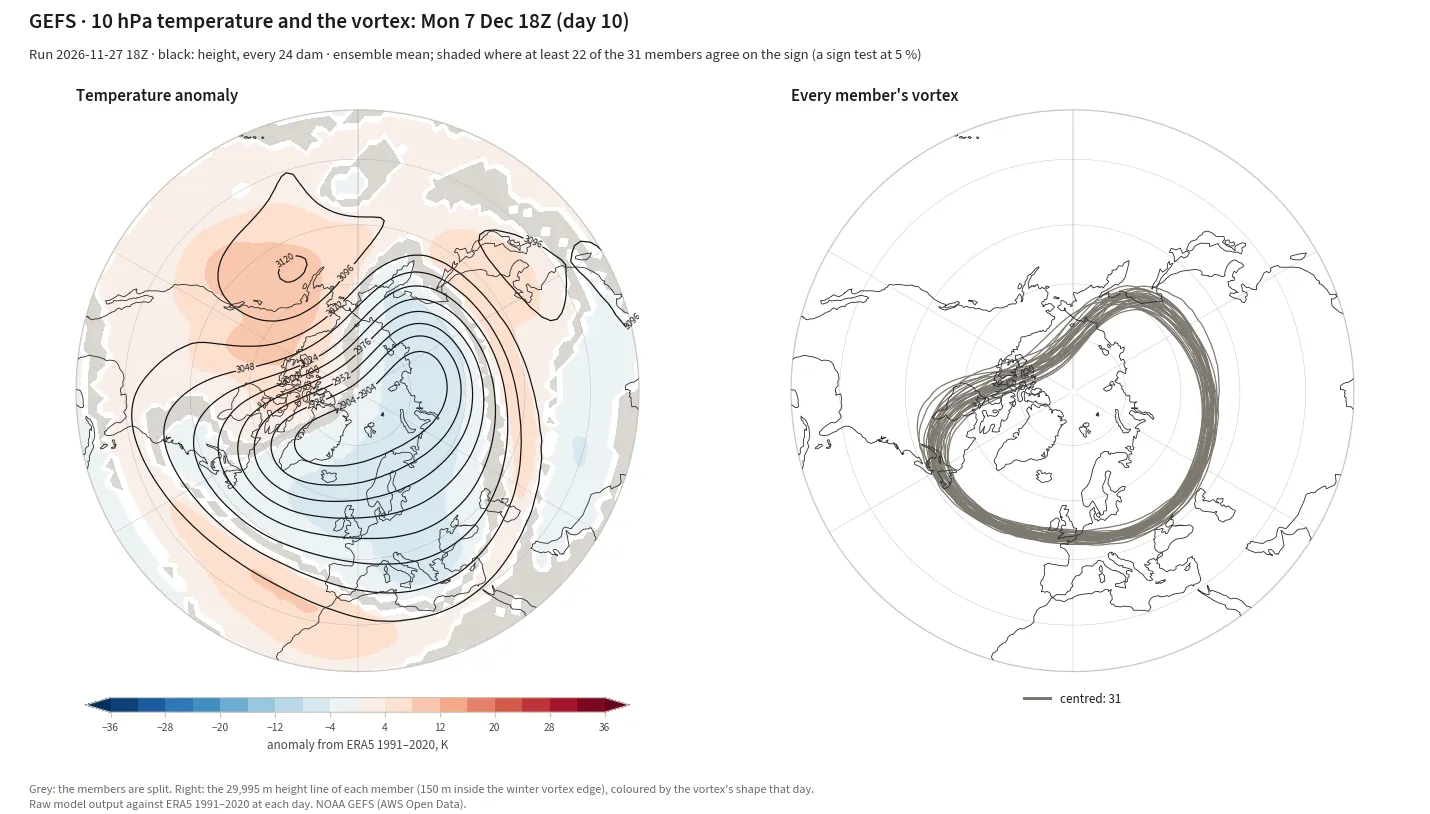 GEFS · 10 hPa temperature and the vortex: Mon 7 Dec 18Z (day 10)
Run 2026-11-27 18Z · black: height, every 24 dam · ensemble mean; shaded where at least 22 of the 31 members agree on the sign (a sign test at 5 %)
Temperature anomaly
Every member's vortex
3096
3120
3096
3096
2976
3048
3024
2952
2904
2904
centred: 31
−36 −28 −20 −12 −4 4 12 20 28 36
anomaly from ERA5 1991–2020, K
Grey: the members are split. Right: the 29,995 m height line of each member (150 m inside the winter vortex edge), coloured by the vortex's shape that day.
Raw model output against ERA5 1991–2020 at each day. NOAA GEFS (AWS Open Data).